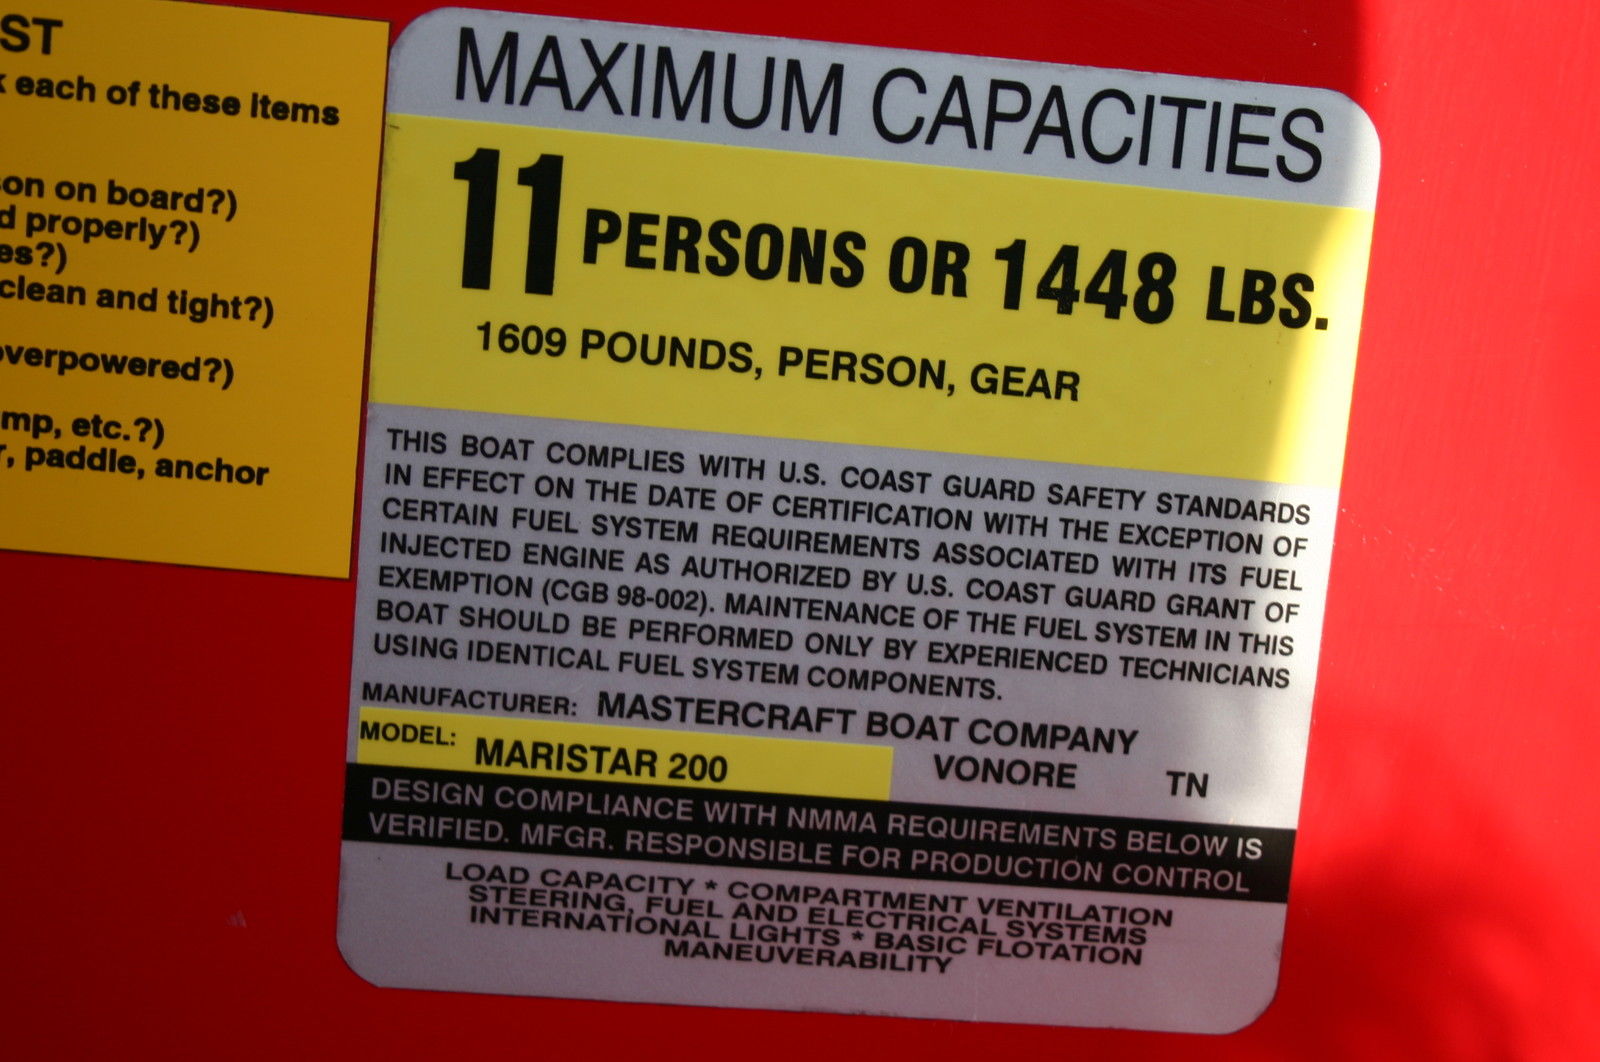 ST
k each of these Items
on on board?)
d properly?)
es?)
clean and tight?)
overpowered?)
mp, etc.?)
r, paddle, anchor
MAXIMUM CAPACITIES
11 PERSONS OR 1448 LBS.
1609 POUNDS, PERSON, GEAR
THIS BOAT COMPLIES WITH U.S. COAST GUARD SAFETY STANDARDS
IN EFFECT ON THE DATE OF CERTIFICATION WITH THE EXCEPTION OF
CERTAIN FUEL SYSTEM REQUIREMENTS ASSOCIATED WITH ITS FUEL
INJECTED ENGINE AS AUTHORIZED BY U.S. COAST GUARD GRANT OF
EXEMPTION (CGB 98-002). MAINTENANCE OF THE FUEL SYSTEM IN THIS
BOAT SHOULD BE PERFORMED ONLY BY EXPERIENCED TECHNICIANS
USING IDENTICAL FUEL SYSTEM COMPONENTS.
MANUFACTURER: MASTERCRAFT BOAT COMPANY
MODEL: MARISTAR 200 VONORE TN
DESIGN COMPLIANCE WITH NMMA REQUIREMENTS BELOW IS
VERIFIED. MFGR. RESPONSIBLE FOR PRODUCTION CONTROL
LOAD CAPACITY * COMPARTMENT VENTILATION
STEERING, FUEL AND ELECTRICAL SYSTEMS
INTERNATIONAL LIGHTS * BASIC FLOTATION
MANEUVERABILITY